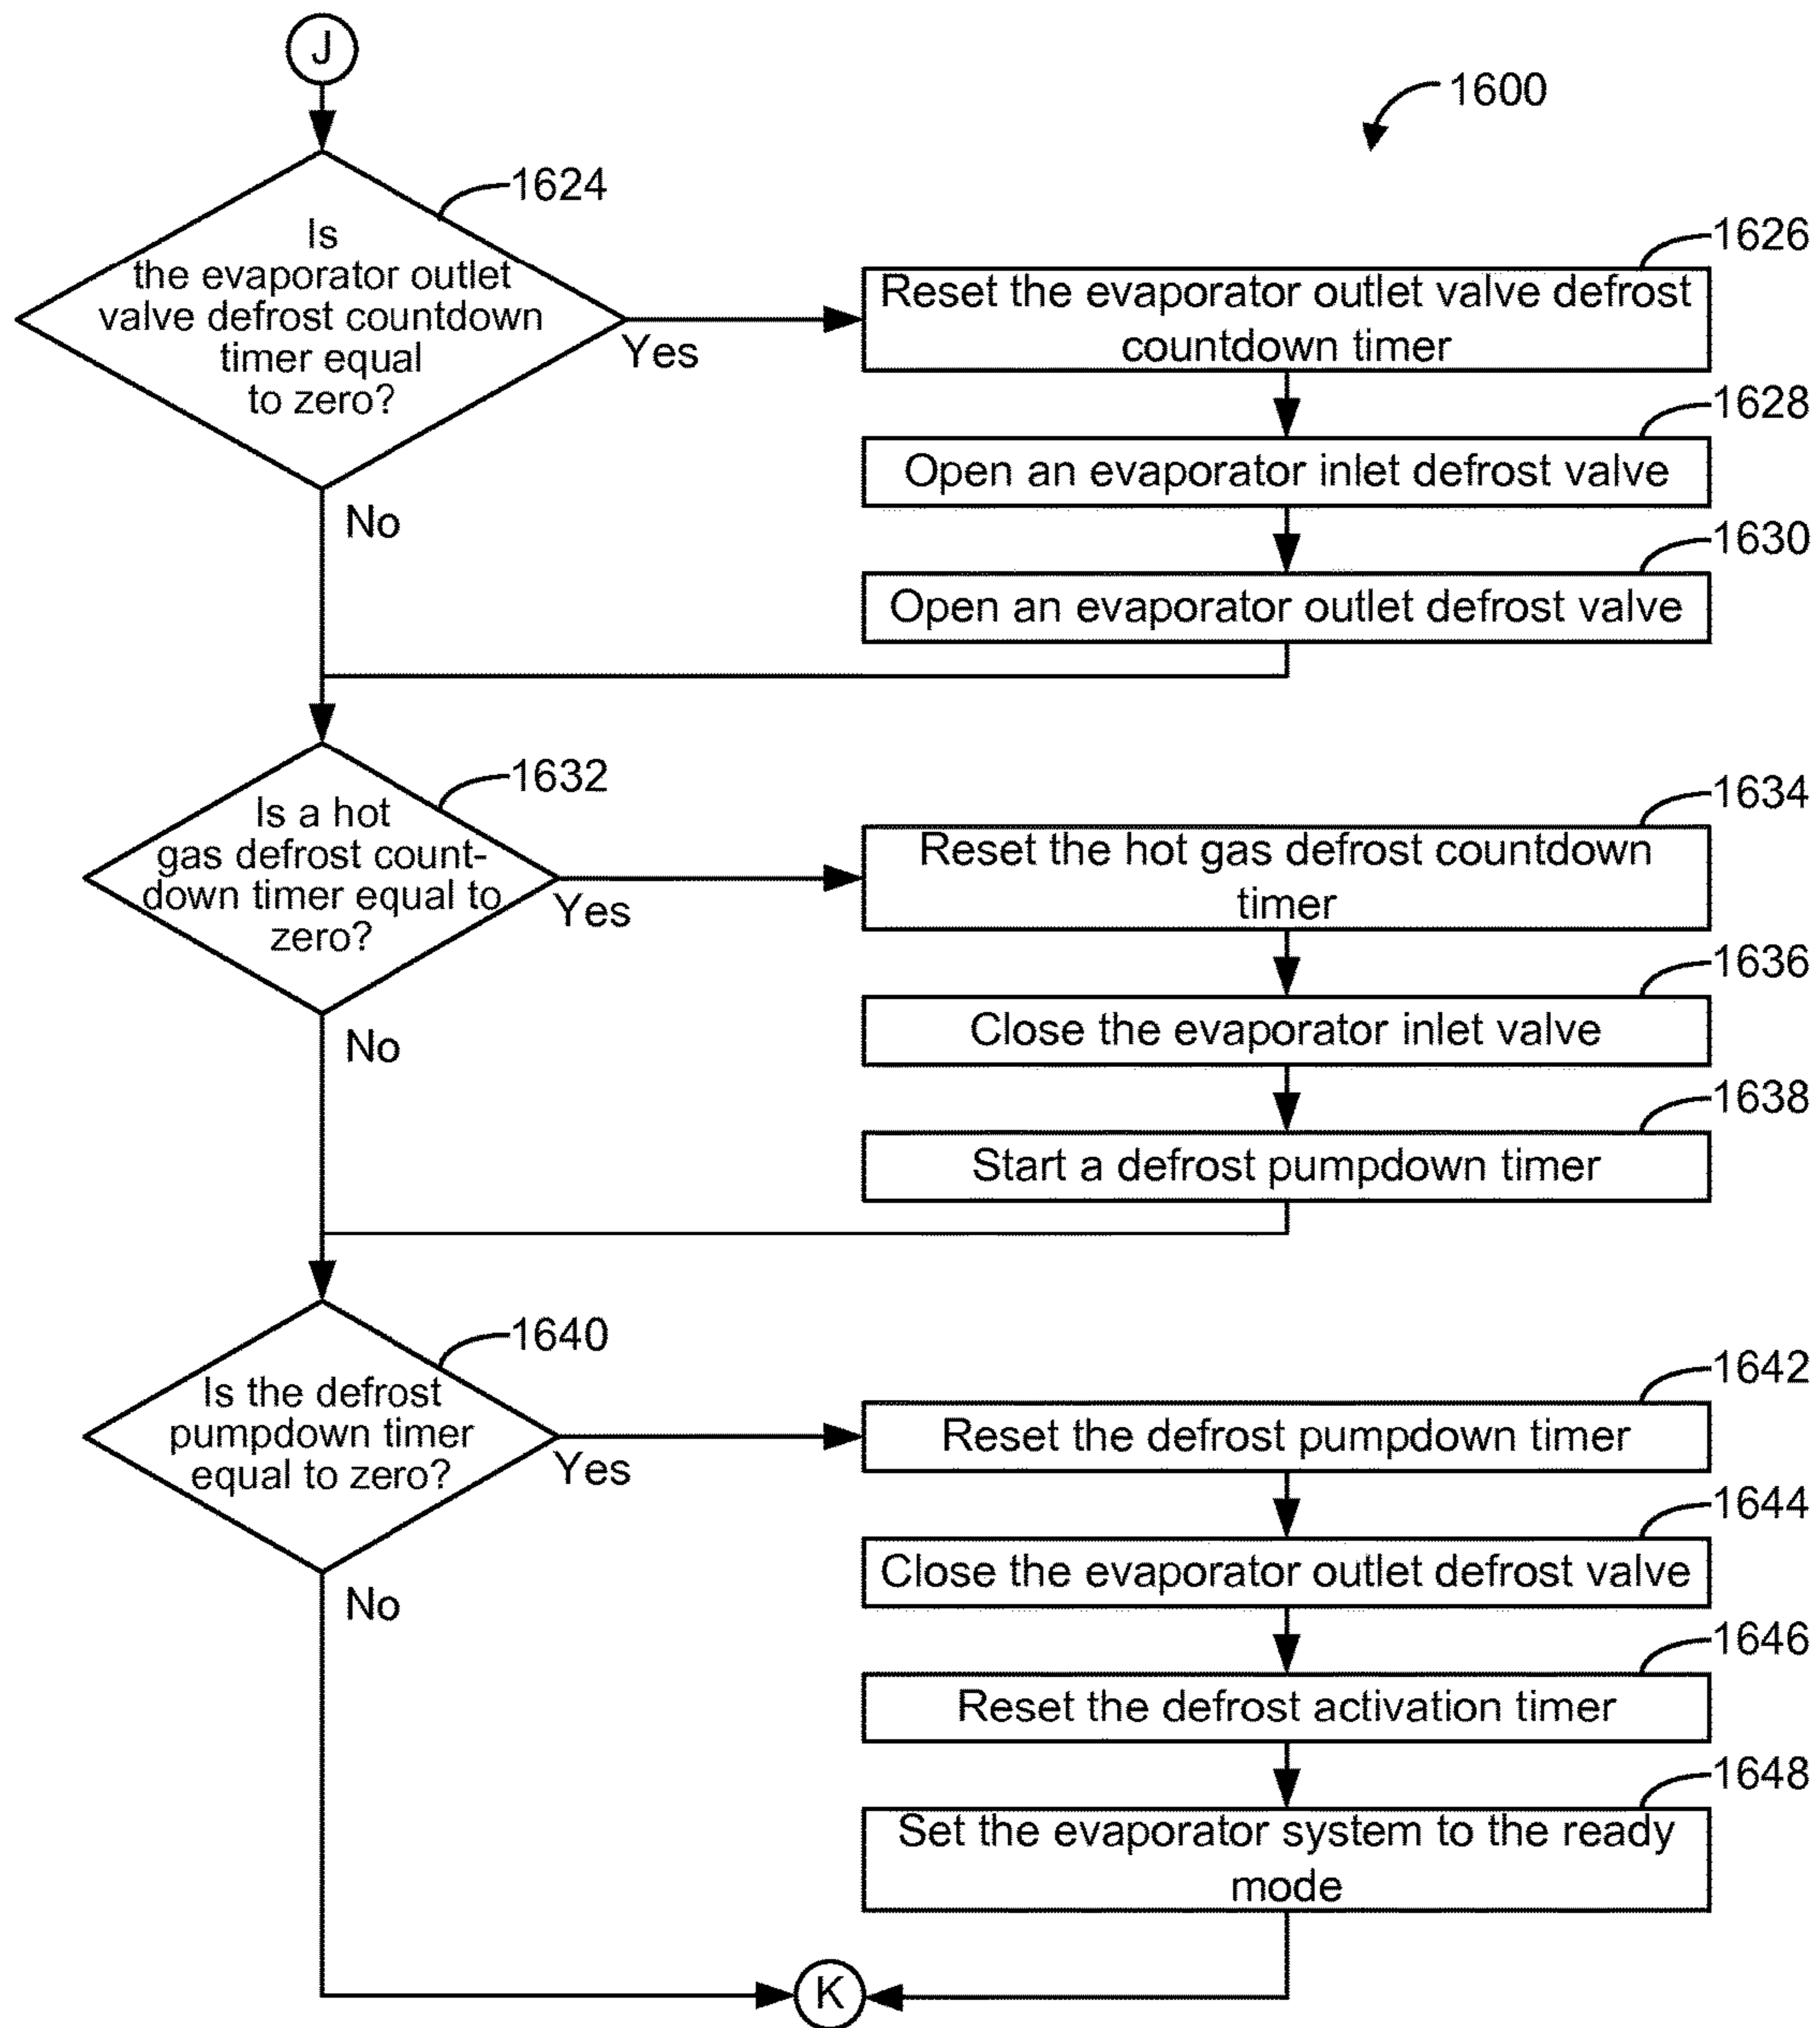 J
1600
1624
Is
the evaporator outlet
valve defrost countdown
timer equal
to zero?
Yes
No
1626
Reset the evaporator outlet valve defrost
countdown timer
1628
Open an evaporator inlet defrost valve
1630
Open an evaporator outlet defrost valve
1632
Is a hot
gas defrost count-
down timer equal to
zero?
Yes
No
1634
Reset the hot gas defrost countdown
timer
1636
Close the evaporator inlet valve
1638
Start a defrost pumpdown timer
1640
Is the defrost
pumpdown timer
equal to zero?
Yes
No
1642
Reset the defrost pumpdown timer
1644
Close the evaporator outlet defrost valve
1646
Reset the defrost activation timer
1648
Set the evaporator system to the ready
mode
K